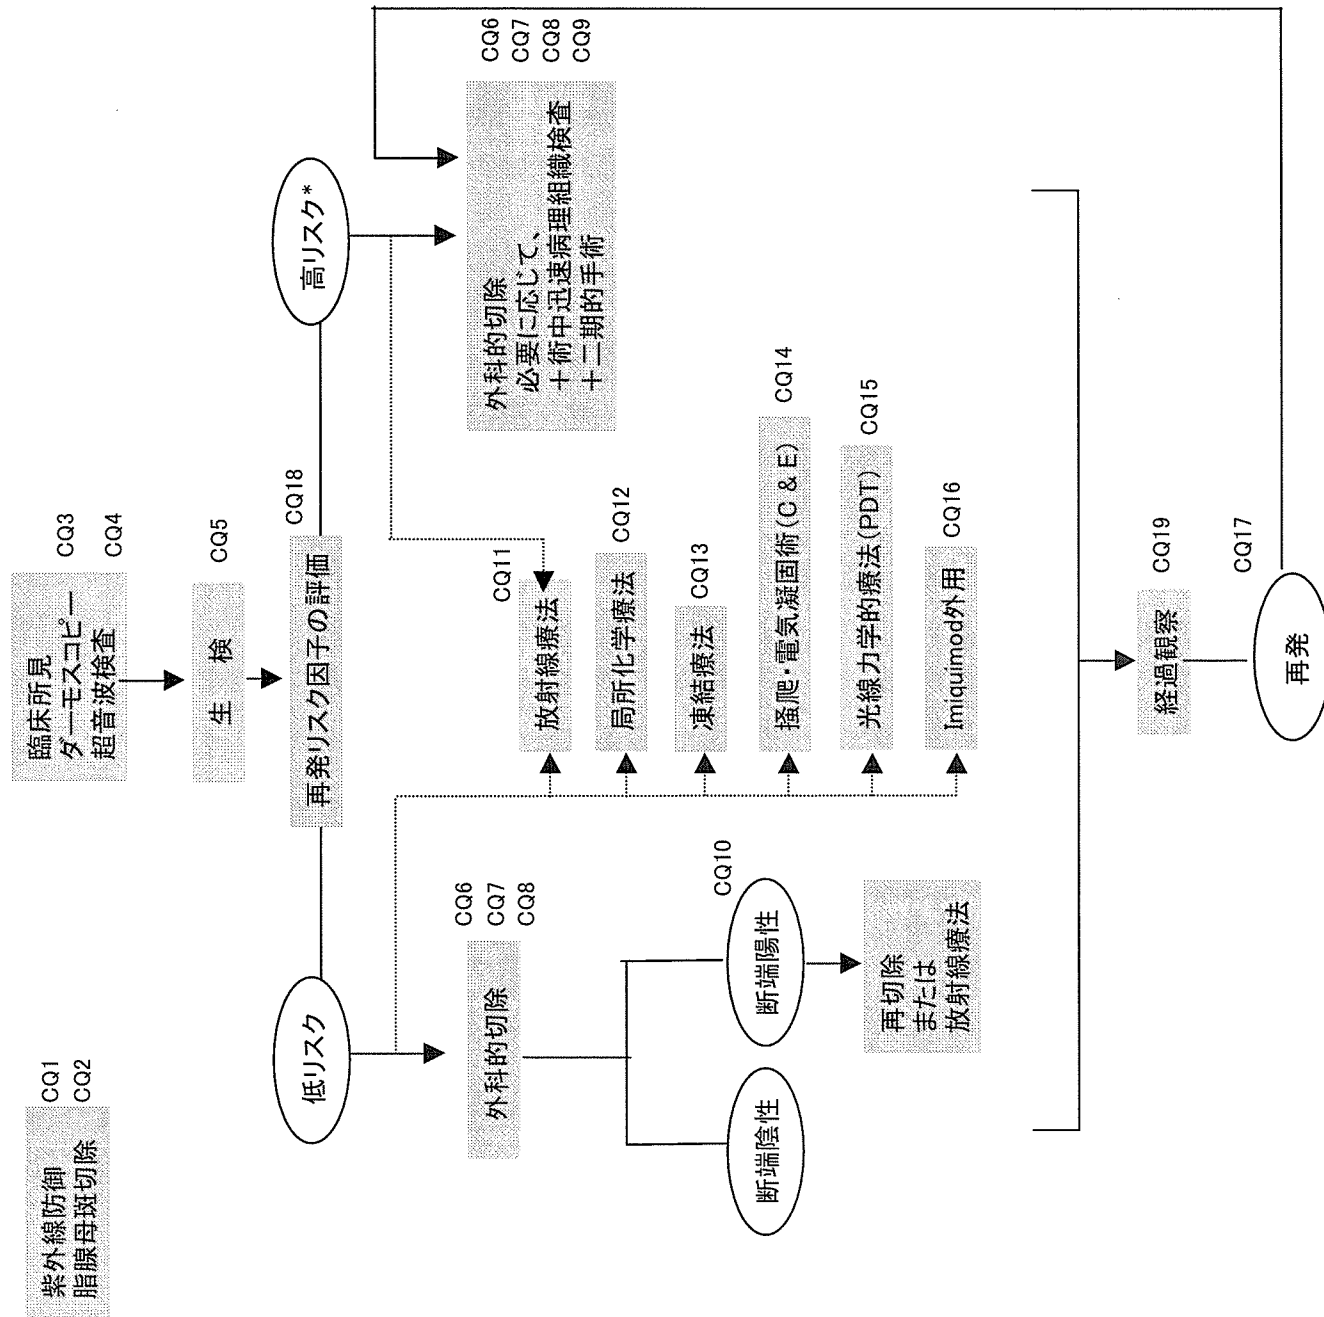 紫外線防御
脂腺母斑切除
CQ1
CQ2
臨床所見
ダーモスコピー
超音波検査
CQ3
CQ4
生 検
CQ5
再発リスク因子の評価
CQ18
低リスク
高リスク*
外科的切除
CQ6
CQ7
CQ8
断端陰性
断端陽性
CQ10
再切除
または
放射線療法
放射線療法
CQ11
局所化学療法
CQ12
凍結療法
CQ13
掻爬・電気凝固術(C & E)
CQ14
光線力学的療法(PDT)
CQ15
Imiquimod外用
CQ16
外科的切除
必要に応じて、
+術中迅速病理組織検査
+二期的手術
CQ6
CQ7
CQ8
CQ9
経過観察
CQ19
再発
CQ17